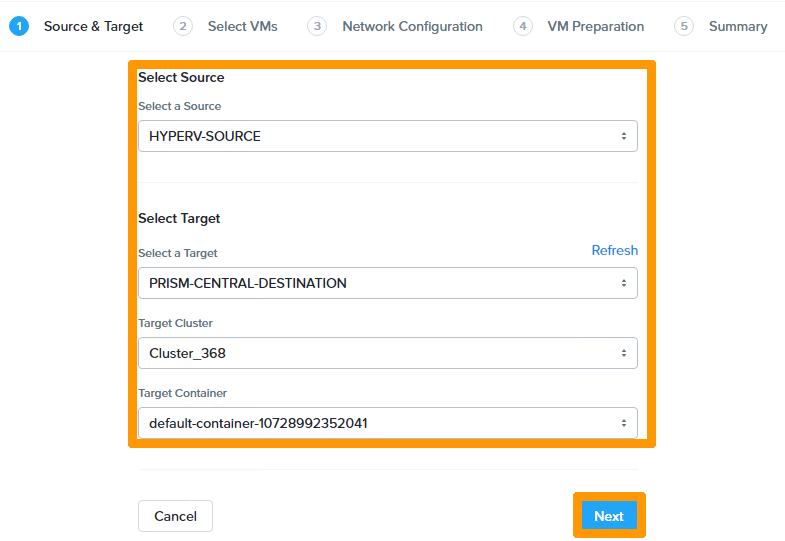 1 Source & Target 2 Select VMs 3 Network Configuration 4 VM Preparation 5 Summary
Select Source
Select a Source
HYPERV-SOURCE
Select Target
Select a Target Refresh
PRISM-CENTRAL-DESTINATION
Target Cluster
Cluster_368
Target Container
default-container-10728992352041
Cancel Next